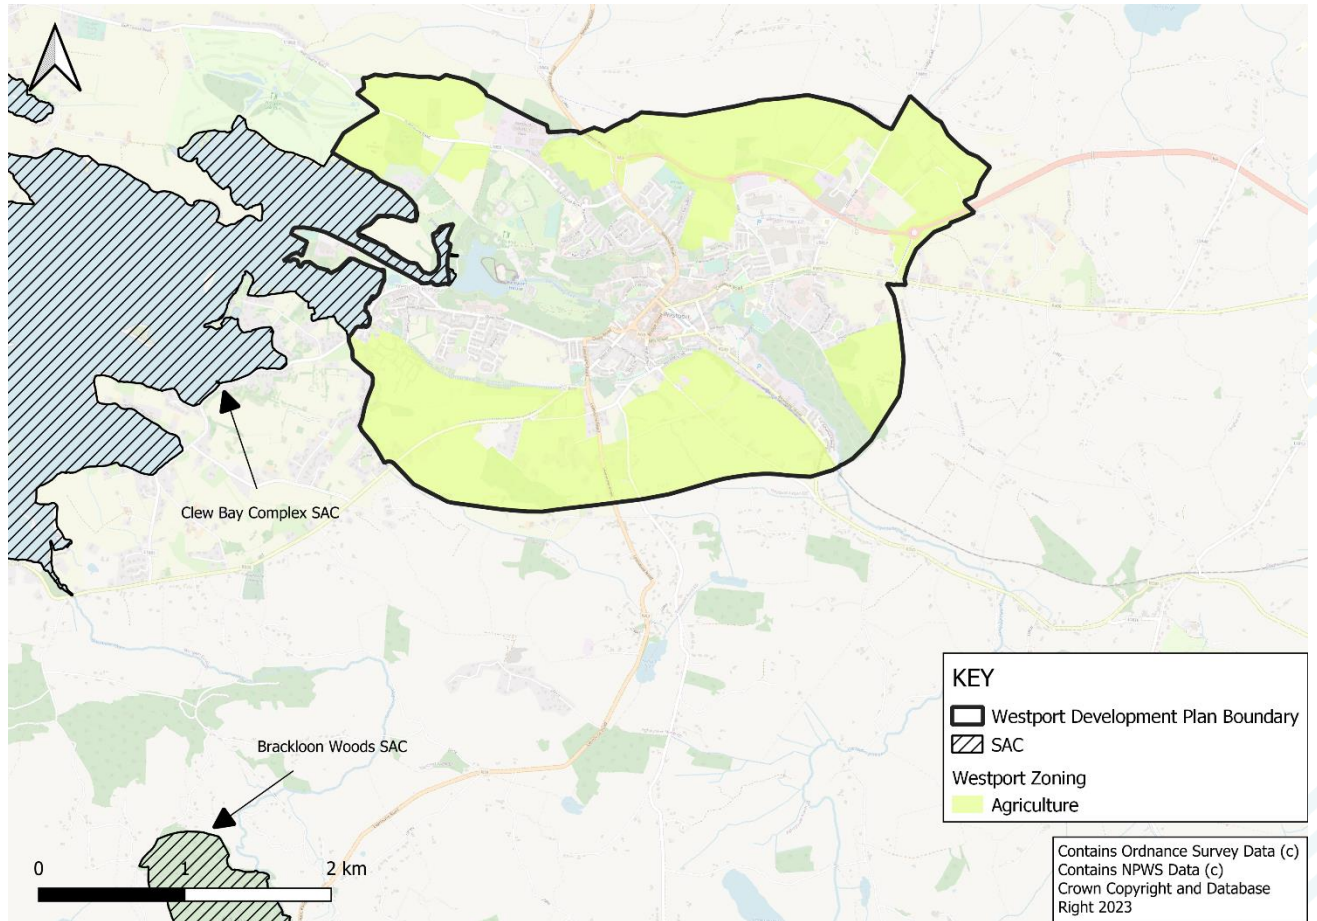 Clew Bay Complex SAC
Brackloon Woods SAC
0 1 2 km
KEY
Westport Development Plan Boundary
SAC
Westport Zoning
Agriculture
Contains Ordnance Survey Data (c)
Contains NPWS Data (c)
Crown Copyright and Database
Right 2023